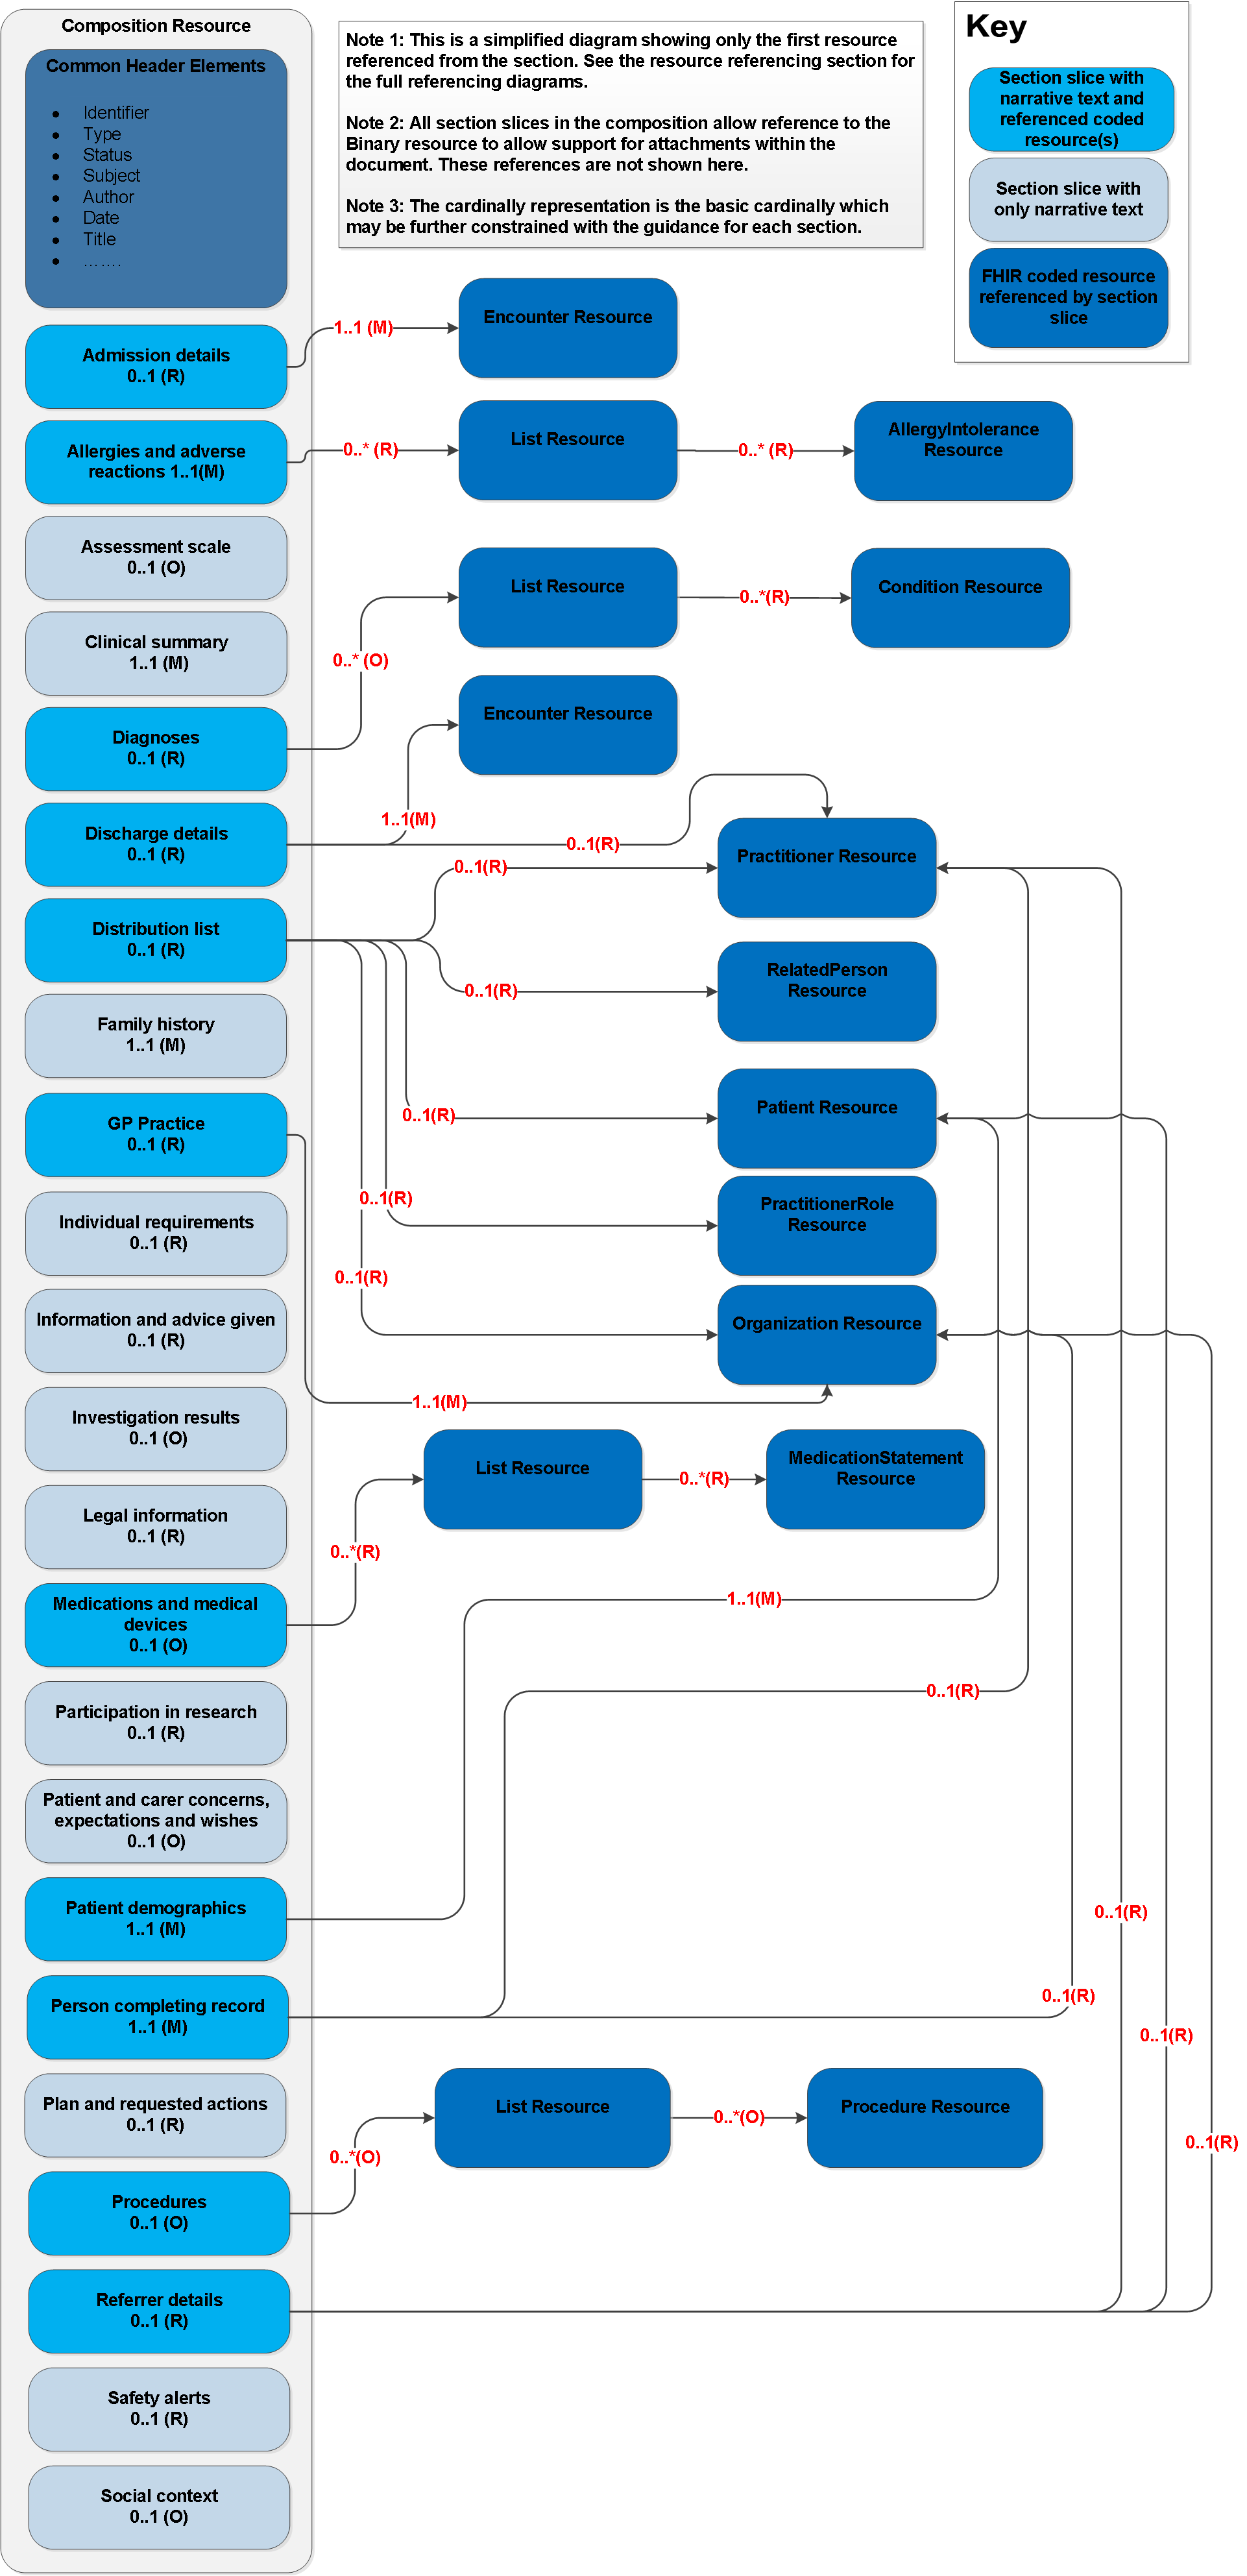 Composition Resource
Common Header Elements
• Identifier
• Type
• Status
• Subject
• Author
• Date
• Title
• …….
Note 1: This is a simplified diagram showing only the first resource
referenced from the section. See the resource referencing section for
the full referencing diagrams.
Note 2: All section slices in the composition allow reference to the
Binary resource to allow support for attachments within the
document. These references are not shown here.
Note 3: The cardinally representation is the basic cardinally which
may be further constrained with the guidance for each section.
Key
Section slice with
narrative text and
referenced coded
resource(s)
Section slice with
only narrative text
FHIR coded resource
referenced by section
slice
Admission details
0..1 (R)
1..1 (M)
Encounter Resource
Allergies and adverse
reactions 1..1(M)
0..* (R)
List Resource
0..* (R)
AllergyIntolerance
Resource
Assessment scale
0..1 (O)
Clinical summary
1..1 (M)
Diagnoses
0..1 (R)
0..* (O)
List Resource
0..*(R)
Condition Resource
Discharge details
0..1 (R)
1..1(M)
Encounter Resource
0..1(R)
Practitioner Resource
Distribution list
0..1 (R)
0..1(R)
0..1(R)
RelatedPerson
Resource
0..1(R)
Patient Resource
0..1(R)
PractitionerRole
Resource
0..1(R)
Organization Resource
Family history
1..1 (M)
GP Practice
0..1 (R)
1..1(M)
Individual requirements
0..1 (R)
Information and advice given
0..1 (R)
Investigation results
0..1 (O)
Legal information
0..1 (R)
Medications and medical
devices
0..1 (O)
0..*(R)
List Resource
0..*(R)
MedicationStatement
Resource
Participation in research
0..1 (R)
Patient and carer concerns,
expectations and wishes
0..1 (O)
Patient demographics
1..1 (M)
1..1(M)
Person completing record
1..1 (M)
0..1(R)
0..1(R)
Plan and requested actions
0..1 (R)
Procedures
0..1 (O)
0..*(O)
List Resource
0..*(O)
Procedure Resource
Referrer details
0..1 (R)
0..1(R)
0..1(R)
0..1(R)
Safety alerts
0..1 (R)
Social context
0..1 (O)